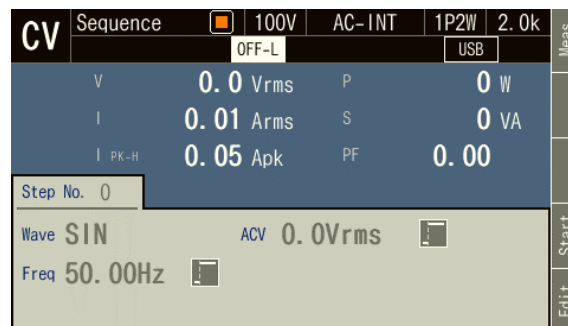 CV Sequence 100V AC-INT 1P2W 2.0k
OFF-L USB
Meas
V 0.0 Vrms P 0 W
I 0.01 Arms S 0 VA
I PK-H 0.05 Apk PF 0.00
Step No. 0
Wave SIN ACV 0.0Vrms
Freq 50.00Hz
Start
Edit